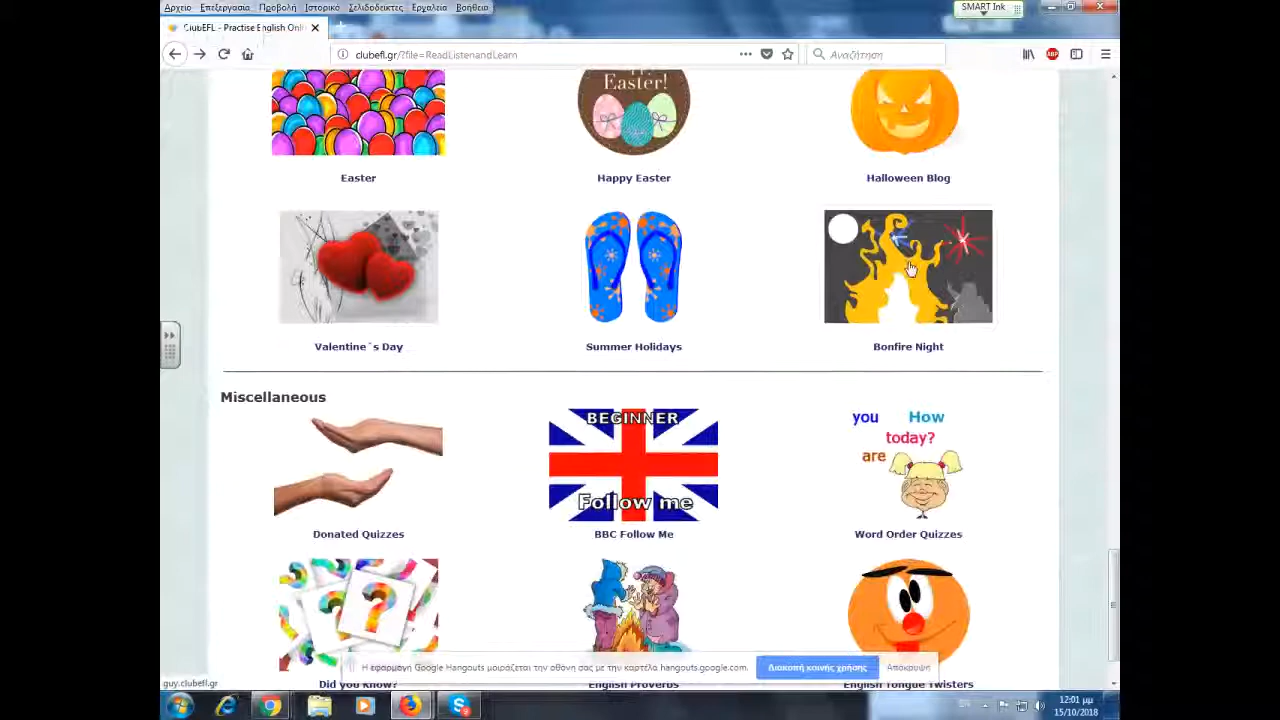 Αρχείο Επεξεργασία Προβολή Ιστορικό Σελιδοδείκτες Εργαλεία Βοήθεια
SMART Ink
ClubEFL - Practise English Onli
clubefl.gr/?file=ReadListenandLearn
Αναζήτηση
ABP
Easter!
Easter
Happy Easter
Halloween Blog
Valentine`s Day
Summer Holidays
Bonfire Night
Miscellaneous
BEGINNER
Follow me
you How
today?
are
Donated Quizzes
BBC Follow Me
Word Order Quizzes
Η εφαρμογή Google Hangouts μοιράζεται την οθόνη σας με την καρτέλα hangouts.google.com.
Διακοπή κοινής χρήσης
Απόκρυψη
guy.clubefl.gr
Did you Know?
English Proverbs
English Tongue Twisters
EN
12:01 μμ
15/10/2018